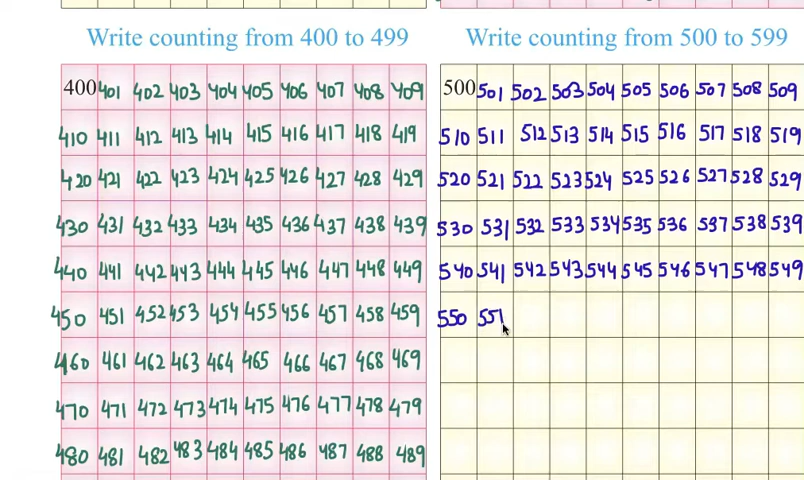 Write counting from 400 to 499
400 401 402 403 404 405 406 407 408 409
410 411 412 413 414 415 416 417 418 419
420 421 422 423 424 425 426 427 428 429
430 431 432 433 434 435 436 437 438 439
440 441 442 443 444 445 446 447 448 449
450 451 452 453 454 455 456 457 458 459
460 461 462 463 464 465 466 467 468 469
470 471 472 473 474 475 476 477 478 479
480 481 482 483 484 485 486 487 488 489
Write counting from 500 to 599
500 501 502 503 504 505 506 507 508 509
510 511 512 513 514 515 516 517 518 519
520 521 522 523 524 525 526 527 528 529
530 531 532 533 534 535 536 537 538 539
540 541 542 543 544 545 546 547 548 549
550 551